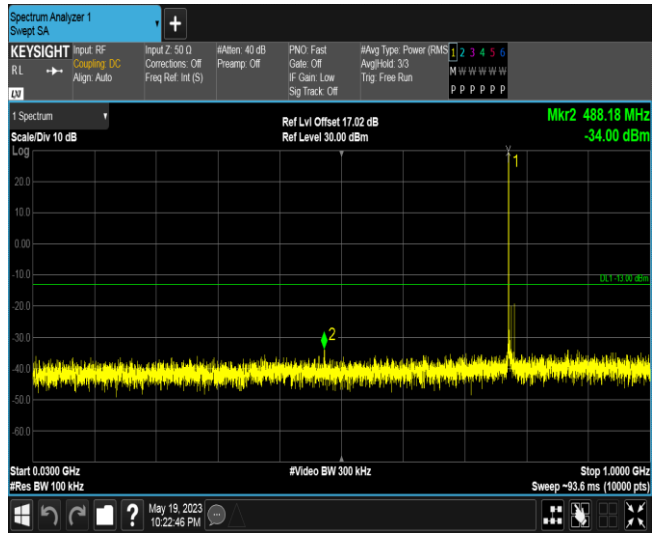 Spectrum Analyzer 1
Swept SA
+
KEYSIGHT
RL
LXI
Input: RF
Coupling: DC
Align: Auto
Input Z: 50 Ω
Corrections: Off
Freq Ref: Int (S)
#Atten: 40 dB
Preamp: Off
PNO: Fast
Gate: Off
IF Gain: Low
Sig Track: Off
#Avg Type: Power (RMS
Avg|Hold: 3/3
Trig: Free Run
1 2 3 4 5 6
M W W W W W
P P P P P P
1 Spectrum
Scale/Div 10 dB
Log
Ref Lvl Offset 17.02 dB
Ref Level 30.00 dBm
Mkr2 488.18 MHz
-34.00 dBm
1
20.0
10.0
0.00
-10.0
DL1 -13.00 dBm
-20.0
-30.0
2
-40.0
-50.0
-60.0
Start 0.0300 GHz
#Res BW 100 kHz
#Video BW 300 kHz
Stop 1.0000 GHz
Sweep ~93.6 ms (10000 pts)
?
May 19, 2023
10:22:46 PM